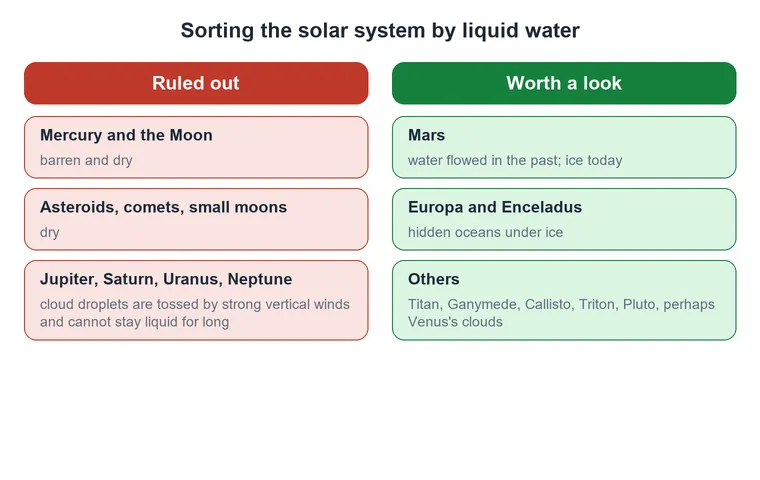 Sorting the solar system by liquid water
Ruled out
Mercury and the Moon
barren and dry
Asteroids, comets, small moons
dry
Jupiter, Saturn, Uranus, Neptune
cloud droplets are tossed by strong vertical winds
and cannot stay liquid for long
Worth a look
Mars
water flowed in the past; ice today
Europa and Enceladus
hidden oceans under ice
Others
Titan, Ganymede, Callisto, Triton, Pluto, perhaps
Venus's clouds